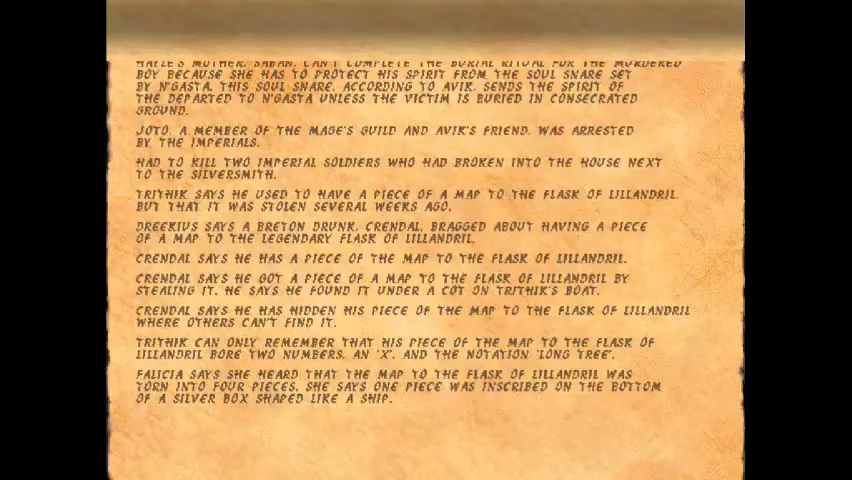 HAYLE'S MOTHER, SABAN, CAN'T COMPLETE THE BURIAL RITUAL FOR THE MURDERED
BOY BECAUSE SHE HAS TO PROTECT HIS SPIRIT FROM THE SOUL SNARE SET
BY N'GASTA. THIS SOUL SNARE, ACCORDING TO AVIK, SENDS THE SPIRIT OF
THE DEPARTED TO N'GASTA UNLESS THE VICTIM IS BURIED IN CONSECRATED
GROUND.
JOTO, A MEMBER OF THE MAGE'S GUILD AND AVIK'S FRIEND, WAS ARRESTED
BY THE IMPERIALS.
HAD TO KILL TWO IMPERIAL SOLDIERS WHO HAD BROKEN INTO THE HOUSE NEXT
TO THE SILVERSMITH.
TRITHIK SAYS HE USED TO HAVE A PIECE OF A MAP TO THE FLASK OF LILLANDRIL,
BUT THAT IT WAS STOLEN SEVERAL WEEKS AGO.
DREEKIUS SAYS A BRETON DRUNK, CRENDAL, BRAGGED ABOUT HAVING A PIECE
OF A MAP TO THE LEGENDARY FLASK OF LILLANDRIL.
CRENDAL SAYS HE HAS A PIECE OF THE MAP TO THE FLASK OF LILLANDRIL.
CRENDAL SAYS HE GOT A PIECE OF A MAP TO THE FLASK OF LILLANDRIL BY
STEALING IT. HE SAYS HE FOUND IT UNDER A COT ON TRITHIK'S BOAT.
CRENDAL SAYS HE HAS HIDDEN HIS PIECE OF THE MAP TO THE FLASK OF LILLANDRIL
WHERE OTHERS CAN'T FIND IT.
TRITHIK CAN ONLY REMEMBER THAT HIS PIECE OF THE MAP TO THE FLASK OF
LILLANDRIL BORE TWO NUMBERS, AN 'X', AND THE NOTATION 'LONG TREE'.
FALICIA SAYS SHE HEARD THAT THE MAP TO THE FLASK OF LILLANDRIL WAS
TORN INTO FOUR PIECES. SHE SAYS ONE PIECE WAS INSCRIBED ON THE BOTTOM
OF A SILVER BOX SHAPED LIKE A SHIP.